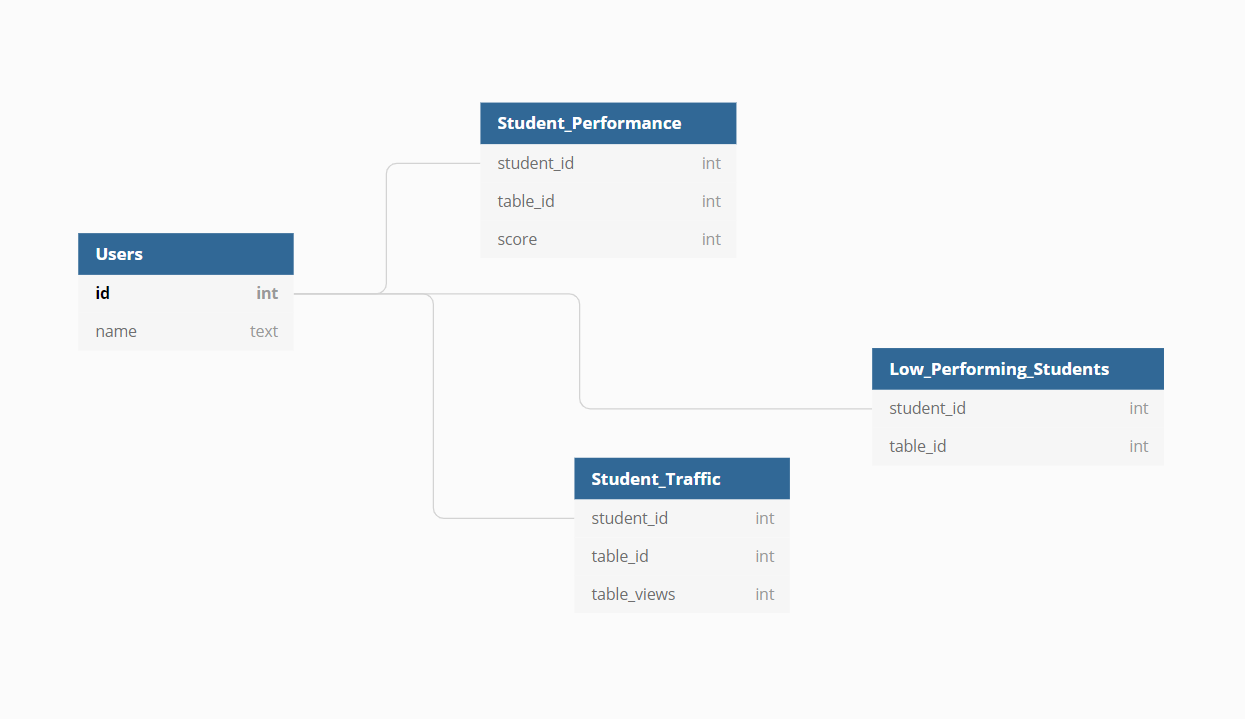 Student_Performance
student_id int
table_id int
score int
Users
id int
name text
Low_Performing_Students
student_id int
table_id int
Student_Traffic
student_id int
table_id int
table_views int